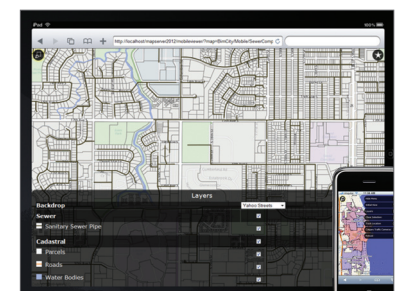 iPad
100%
http://localhost/mapserver2012/mobileviewer/?map=SimCity/Mobile/SewerComp
Layers
Backdrop
Yahoo Streets
Sewer
Sanitary Sewer Pipe
Cadastral
Parcels
Roads
Water Bodies